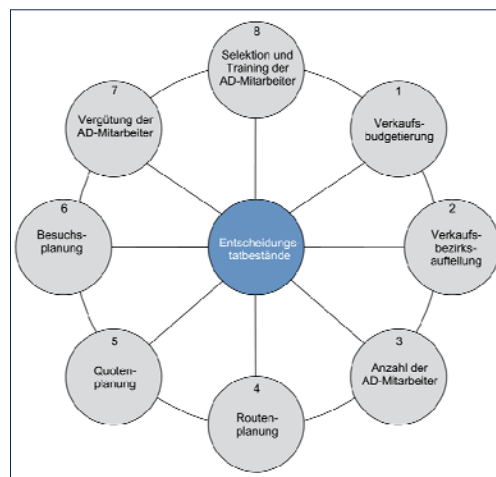 8
Selektion und
Training der
AD-Mitarbeiter
1
Verkaufs-
budgetierung
2
Verkaufs-
bezirks-
aufteilung
3
Anzahl der
AD-Mitarbeiter
4
Routen-
planung
5
Quoten-
planung
6
Besuchs-
planung
7
Vergütung der
AD-Mitarbeiter
Entscheidungs
tatbestände